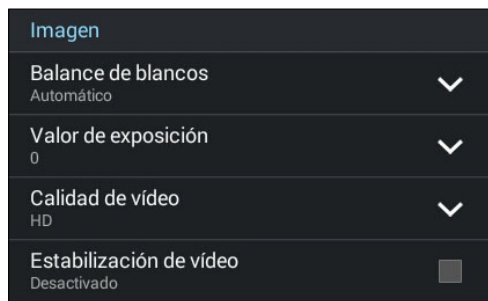 Imagen
Balance de blancos
Automático
Valor de exposición
0
Calidad de vídeo
HD
Estabilización de vídeo
Desactivado